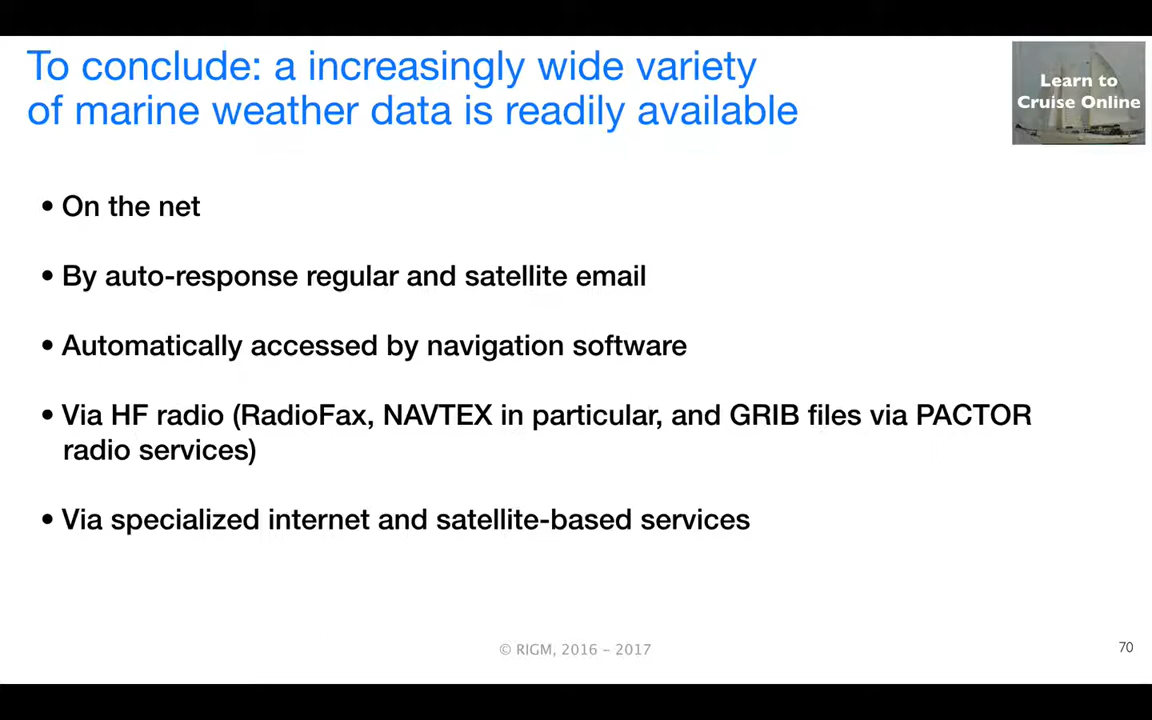 To conclude: a increasingly wide variety
of marine weather data is readily available
Learn to
Cruise Online
• On the net
• By auto-response regular and satellite email
• Automatically accessed by navigation software
• Via HF radio (RadioFax, NAVTEX in particular, and GRIB files via PACTOR
radio services)
• Via specialized internet and satellite-based services
© RIGM, 2016 – 2017
70